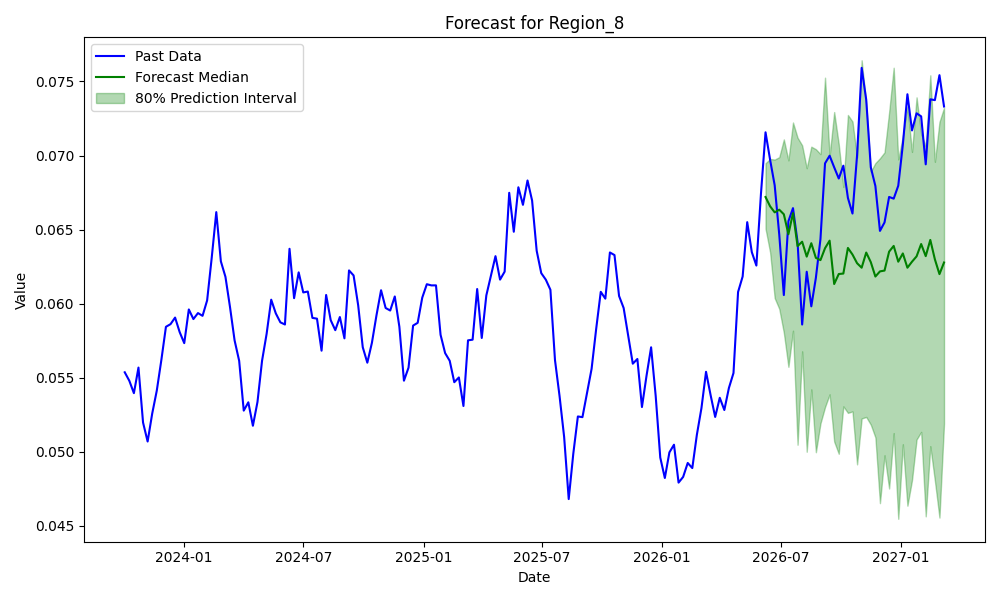 Forecast for Region_8
Past Data
Forecast Median
80% Prediction Interval
Value
0.075
0.070
0.065
0.060
0.055
0.050
0.045
2024-01
2024-07
2025-01
2025-07
2026-01
2026-07
2027-01
Date